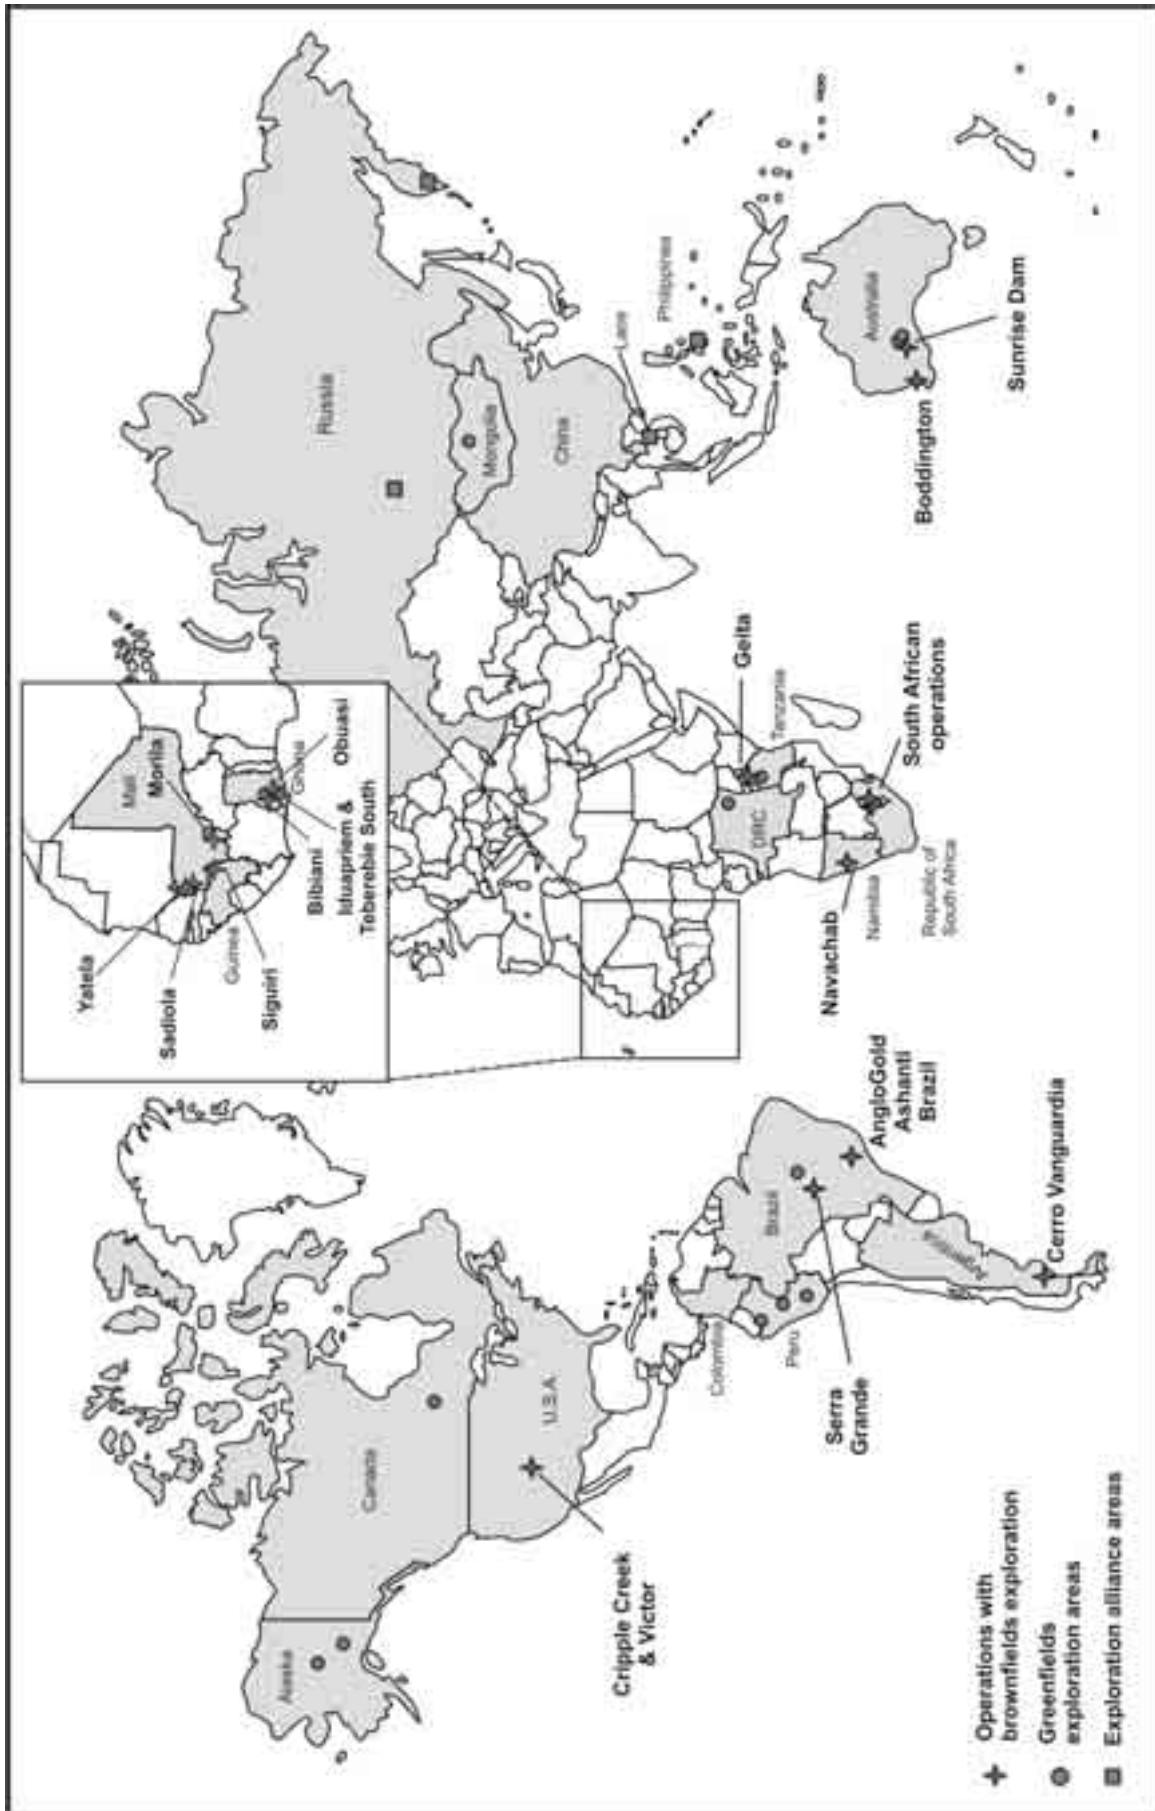 Alaska
Canada
U.S.A.
Cripple Creek
& Victor
Colombia
Peru
Brazil
Argentina
Serra
Grande
AngloGold
Ashanti
Brazil
Cerro Vanguardia
Yatela
Sadiola
Guinea
Siguiri
Mali
Morila
Ghana
Obuasi
Bibiani
Iduapriem &
Teberebie South
DRC
Geita
Tanzania
Navachab
Namibia
Republic of
South Africa
South African
operations
Russia
Mongolia
China
Laos
Philippines
Australia
Boddington
Sunrise Dam
Operations with
brownfields exploration
Greenfields
exploration areas
Exploration alliance areas